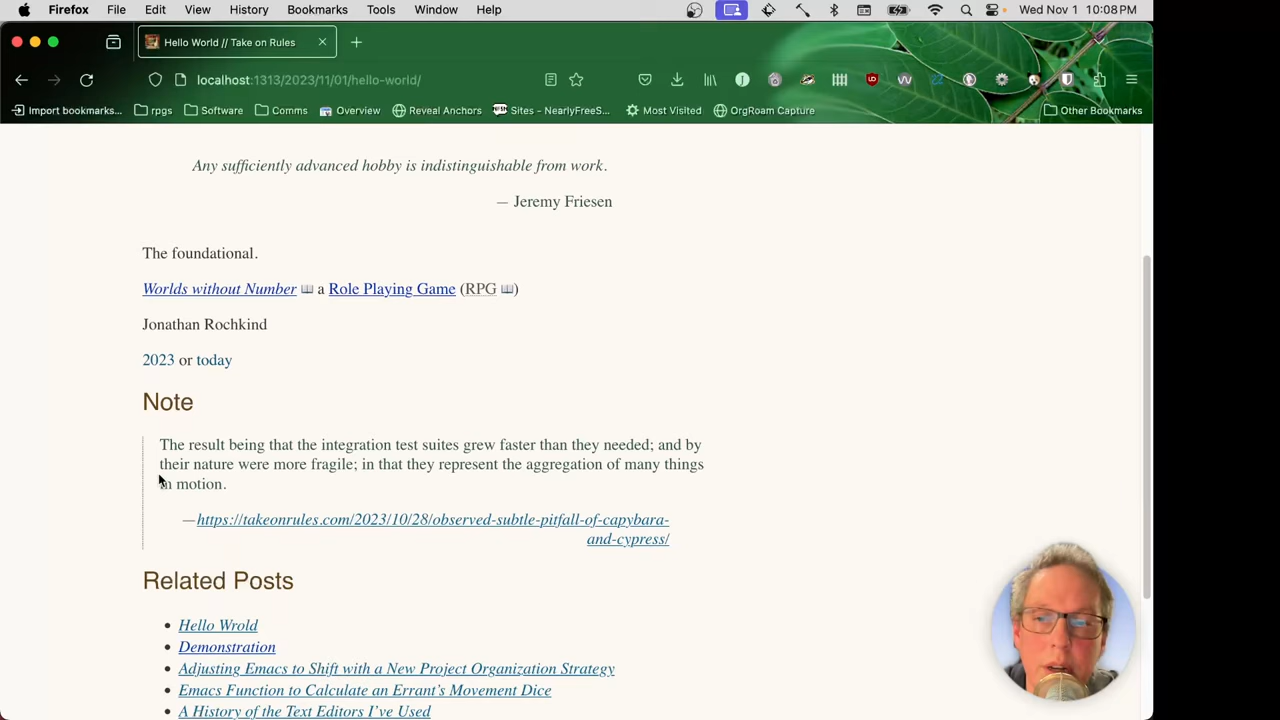 Firefox File Edit View History Bookmarks Tools Window Help Wed Nov 1 10:08 PM
Hello World // Take on Rules
localhost:1313/2023/11/01/hello-world/
Import bookmarks... rpgs Software Comms Overview Reveal Anchors Sites - NearlyFreeS... Most Visited OrgRoam Capture Other Bookmarks
Any sufficiently advanced hobby is indistinguishable from work.
— Jeremy Friesen
The foundational.
Worlds without Number a Role Playing Game (RPG )
Jonathan Rochkind
2023 or today
Note
The result being that the integration test suites grew faster than they needed; and by
their nature were more fragile; in that they represent the aggregation of many things
in motion.
—https://takeonrules.com/2023/10/28/observed-subtle-pitfall-of-capybara-
and-cypress/
Related Posts
Hello Wrold
Demonstration
Adjusting Emacs to Shift with a New Project Organization Strategy
Emacs Function to Calculate an Errant's Movement Dice
A History of the Text Editors I've Used